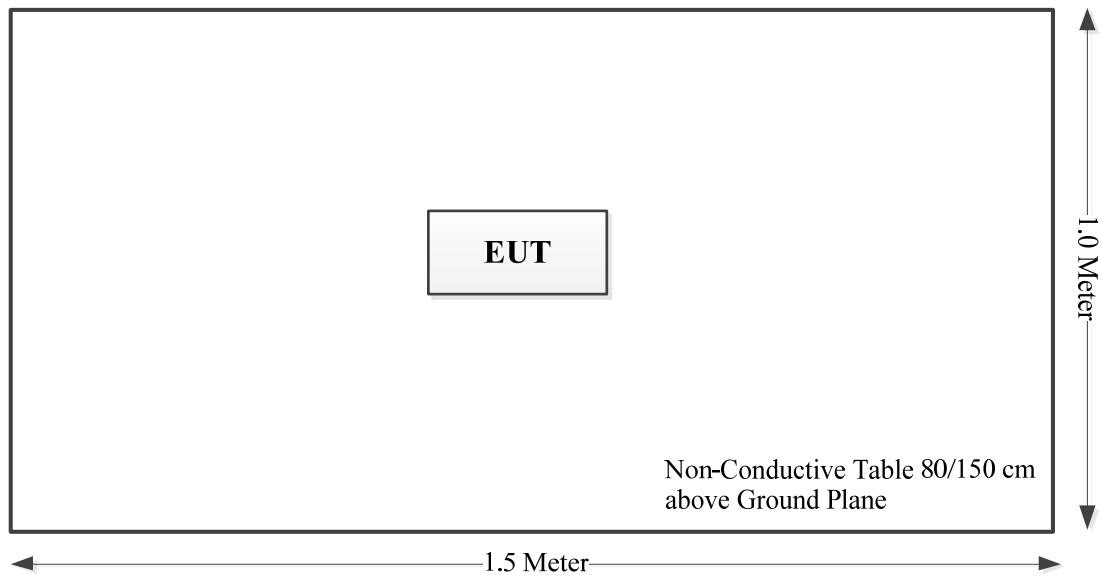 EUT
1.0 Meter
Non-Conductive Table 80/150 cm
above Ground Plane
1.5 Meter